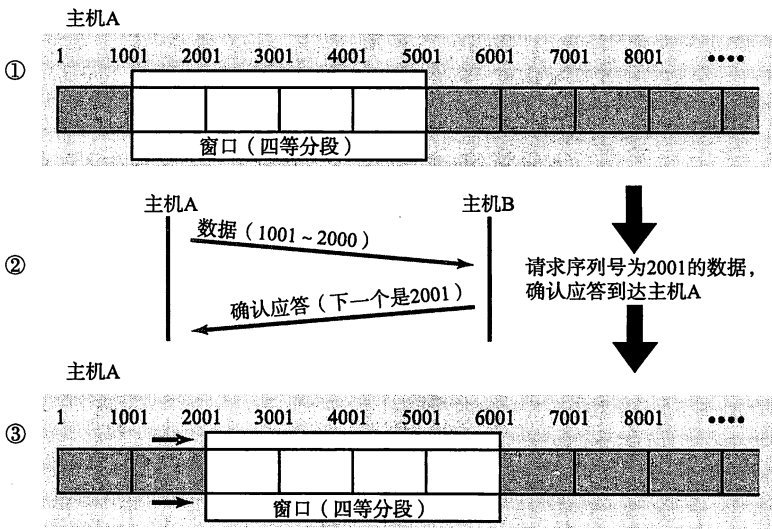 主机A
1 1001 2001 3001 4001 5001 6001 7001 8001 ••••
①
窗口（四等分段）
主机A 主机B
数据（1001～2000）
②
请求序列号为2001的数据，
确认应答到达主机A
确认应答（下一个是2001）
主机A
1 1001 2001 3001 4001 5001 6001 7001 8001 ••••
③
窗口（四等分段）